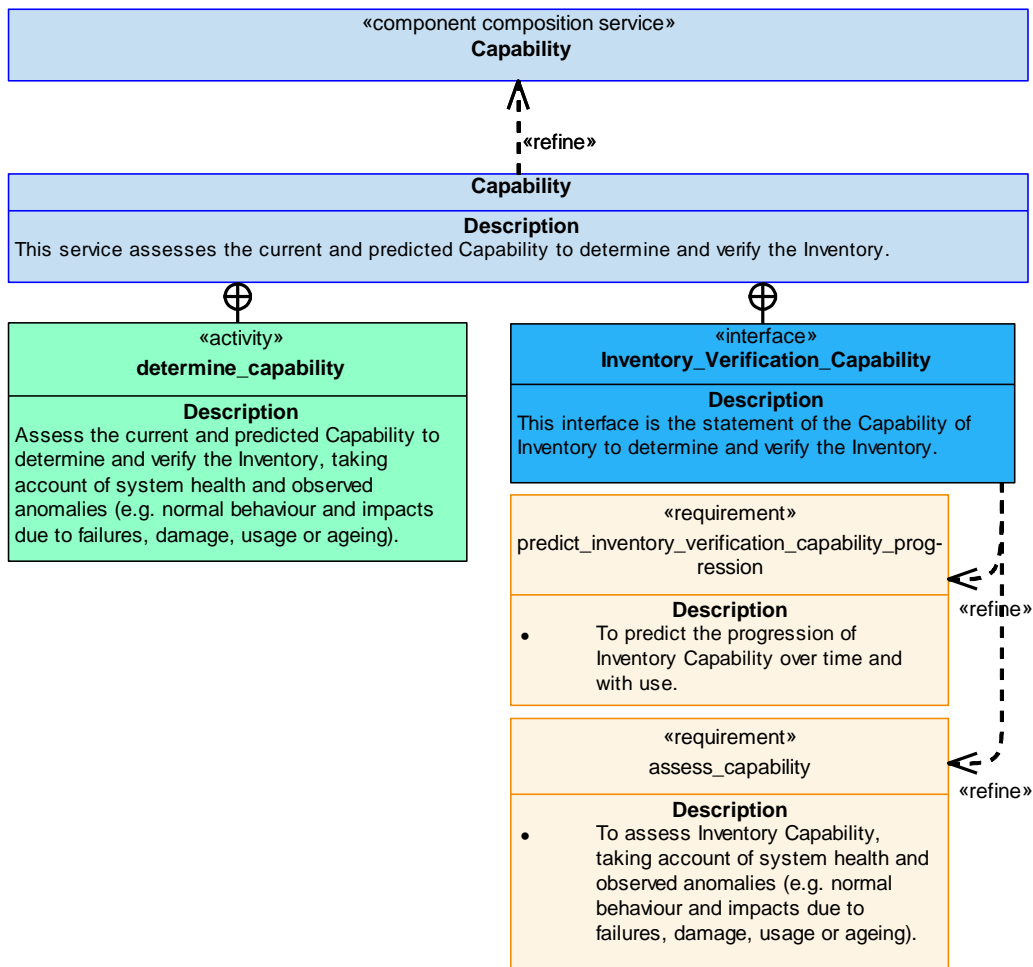 «component composition service»
Capability
«refine»
Capability
Description
This service assesses the current and predicted Capability to determine and verify the Inventory.
«activity»
determine_capability
Description
Assess the current and predicted Capability to
determine and verify the Inventory, taking
account of system health and observed
anomalies (e.g. normal behaviour and impacts
due to failures, damage, usage or ageing).
«interface»
Inventory_Verification_Capability
Description
This interface is the statement of the Capability of
Inventory to determine and verify the Inventory.
«requirement»
predict_inventory_verification_capability_prog-
ression
«refine»
Description
• To predict the progression of
Inventory Capability over time and
with use.
«requirement»
assess_capability
«refine»
Description
• To assess Inventory Capability,
taking account of system health and
observed anomalies (e.g. normal
behaviour and impacts due to
failures, damage, usage or ageing).